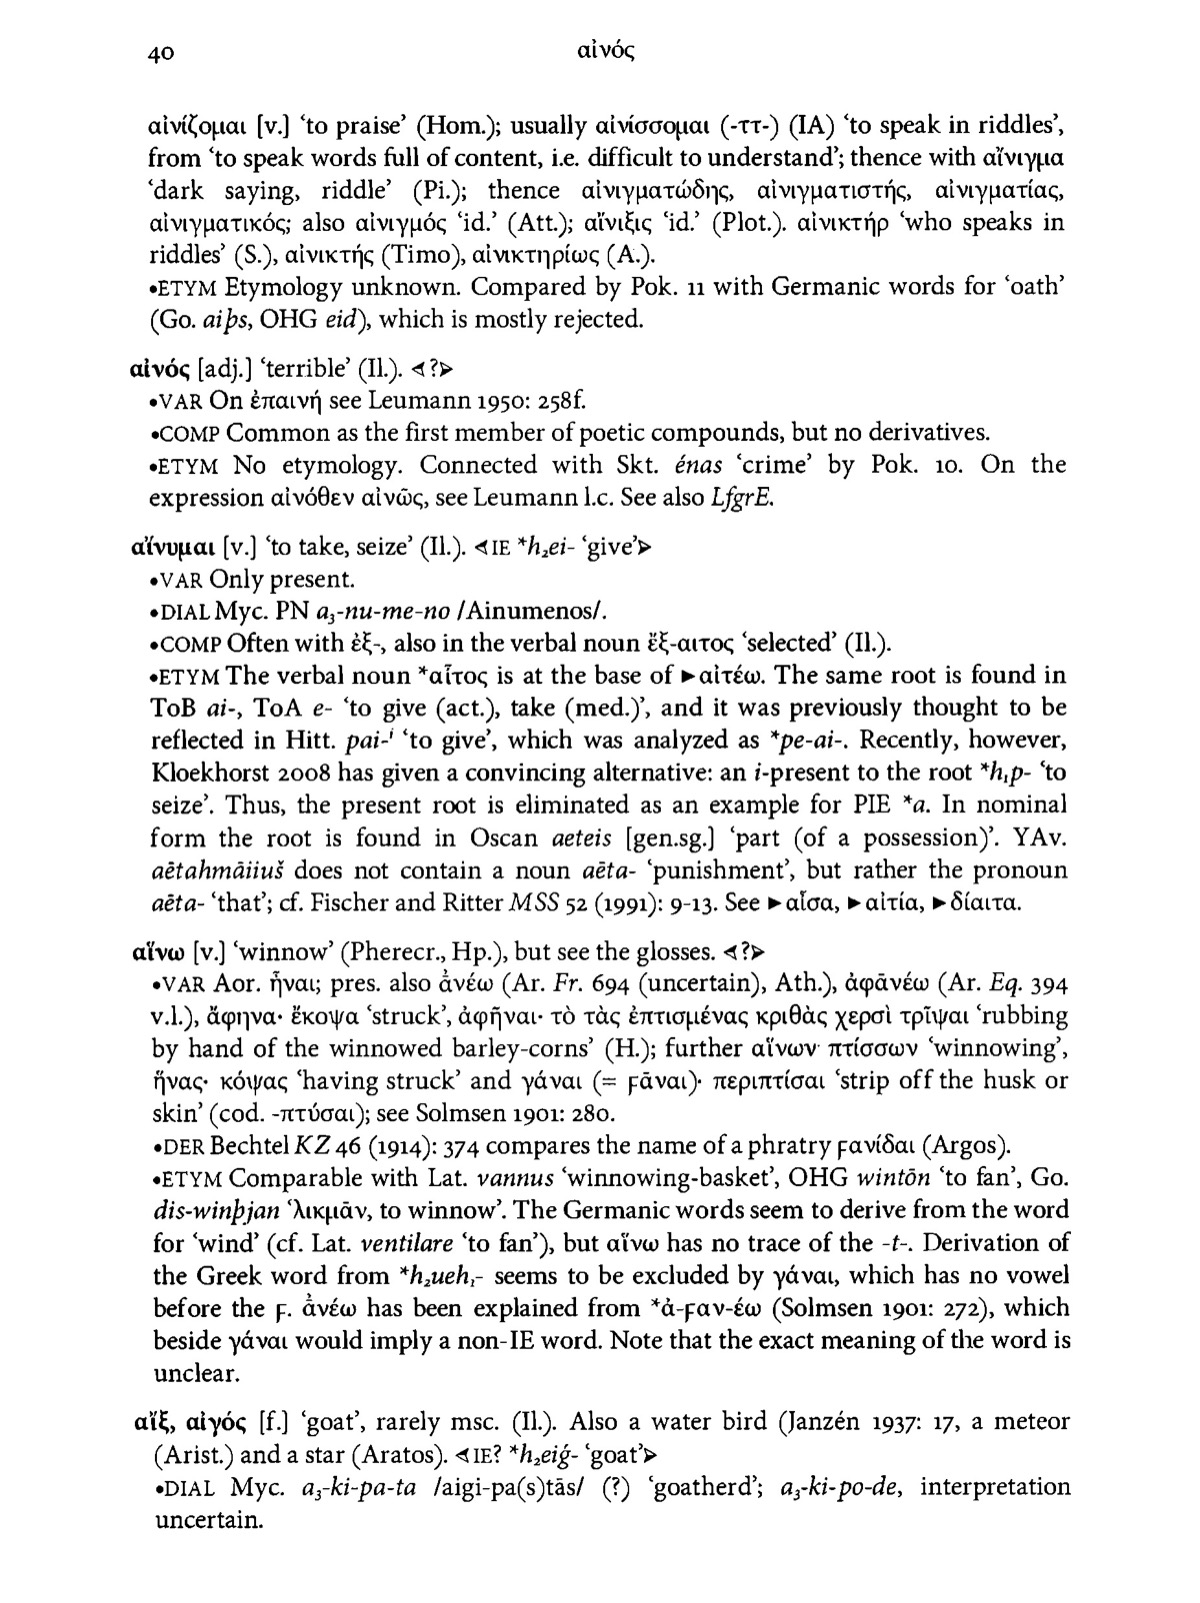 40
αἰνός
αἰνίζομαι [v.] ‘to praise’ (Hom.); usually αἰνίσσομαι (-ττ-) (IA) ‘to speak in riddles’,
from ‘to speak words full of content, i.e. difficult to understand’; thence with αἴνιγμα
‘dark saying, riddle’ (Pi.); thence αἰνιγματώδης, αἰνιγματιστής, αἰνιγματίας,
αἰνιγματικός; also αἰνιγμός ‘id.’ (Att.); αἴνιξις ‘id.’ (Plot.). αἰνικτήρ ‘who speaks in
riddles’ (S.), αἰνικτής (Timo), αἰνικτηρίως (A.).
•ETYM Etymology unknown. Compared by Pok. 11 with Germanic words for ‘oath’
(Go. aiþs, OHG eid), which is mostly rejected.
αἰνός [adj.] ‘terrible’ (Il.). ⊲?⊳
•VAR On ἐπαινή see Leumann 1950: 258f.
•COMP Common as the first member of poetic compounds, but no derivatives.
•ETYM No etymology. Connected with Skt. énas ‘crime’ by Pok. 10. On the
expression αἰνόθεν αἰνῶς, see Leumann l.c. See also LfgrE.
αἴνυμαι [v.] ‘to take, seize’ (Il.). ⊲IE *h₂ei- ‘give’⊳
•VAR Only present.
•DIAL Myc. PN a₃-nu-me-no /Ainumenos/.
•COMP Often with ἐξ-, also in the verbal noun ἔξ-αιτος ‘selected’ (Il.).
•ETYM The verbal noun *αἶτος is at the base of ►αἰτέω. The same root is found in
ToB ai-, ToA e- ‘to give (act.), take (med.)’, and it was previously thought to be
reflected in Hitt. pai-ⁱ ‘to give’, which was analyzed as *pe-ai-. Recently, however,
Kloekhorst 2008 has given a convincing alternative: an i-present to the root *h₁p- ‘to
seize’. Thus, the present root is eliminated as an example for PIE *a. In nominal
form the root is found in Oscan aeteis [gen.sg.] ‘part (of a possession)’. YAv.
aētahmāiiuš does not contain a noun aēta- ‘punishment’, but rather the pronoun
aēta- ‘that’; cf. Fischer and Ritter MSS 52 (1991): 9-13. See ►αἶσα, ►αἰτία, ►δίαιτα.
αἴνω [v.] ‘winnow’ (Pherecr., Hp.), but see the glosses. ⊲?⊳
•VAR Aor. ἦναι; pres. also ἀ̄νέω (Ar. Fr. 694 (uncertain), Ath.), ἀφᾱνέω (Ar. Eq. 394
v.l.), ἄφηνα· ἔκοψα ‘struck’, ἀφῆναι· τὸ τὰς ἐπτισμένας κριθὰς χερσὶ τρῖψαι ‘rubbing
by hand of the winnowed barley-corns’ (H.); further αἴνων· πτίσσων ‘winnowing’,
ἤνας· κόψας ‘having struck’ and γάναι (= ϝᾶναι)· περιπτίσαι ‘strip off the husk or
skin’ (cod. -πτύσαι); see Solmsen 1901: 280.
•DER Bechtel KZ 46 (1914): 374 compares the name of a phratry ϝανίδαι (Argos).
•ETYM Comparable with Lat. vannus ‘winnowing-basket’, OHG wintōn ‘to fan’, Go.
dis-winþjan ‘λικμᾶν, to winnow’. The Germanic words seem to derive from the word
for ‘wind’ (cf. Lat. ventilare ‘to fan’), but αἴνω has no trace of the -t-. Derivation of
the Greek word from *h₂ueh₁- seems to be excluded by γάναι, which has no vowel
before the ϝ. ἀ̄νέω has been explained from *ἀ-ϝαν-έω (Solmsen 1901: 272), which
beside γάναι would imply a non-IE word. Note that the exact meaning of the word is
unclear.
αἴξ, αἰγός [f.] ‘goat’, rarely msc. (Il.). Also a water bird (Janzén 1937: 17, a meteor
(Arist.) and a star (Aratos). ⊲IE? *h₂eiǵ- ‘goat’⊳
•DIAL Myc. a₃-ki-pa-ta /aigi-pa(s)tās/ (?) ‘goatherd’; a₃-ki-po-de, interpretation
uncertain.